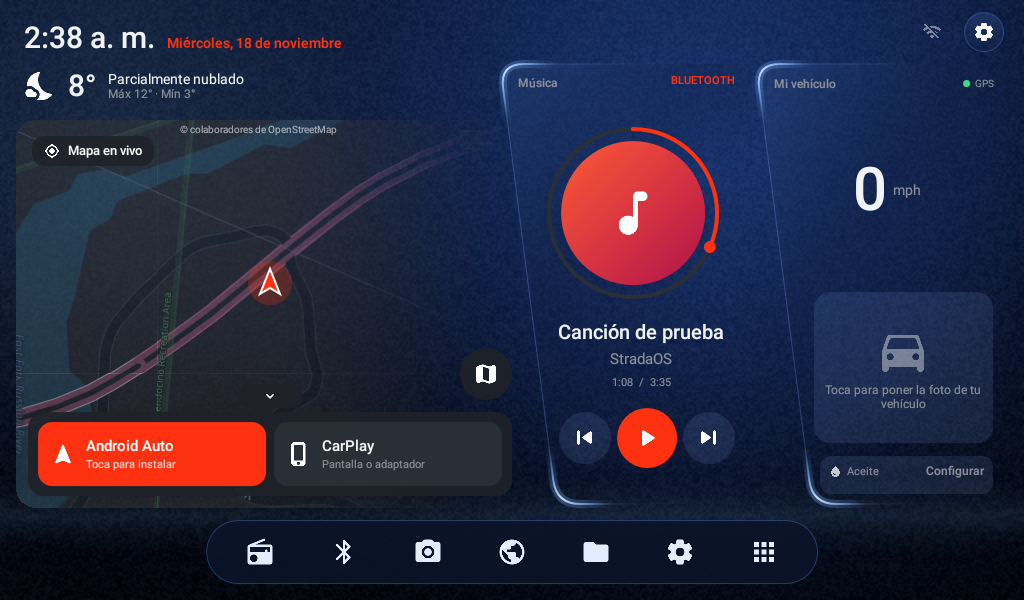 2:38 a. m. Miércoles, 18 de noviembre
8° Parcialmente nublado
Máx 12° · Mín 3°
© colaboradores de OpenStreetMap
Mapa en vivo
Recreation Area
Android Auto
Toca para instalar
CarPlay
Pantalla o adaptador
Música
BLUETOOTH
Canción de prueba
StradaOS
1:08 / 3:35
Mi vehículo
GPS
0 mph
Toca para poner la foto de tu
vehículo
Aceite
Configurar